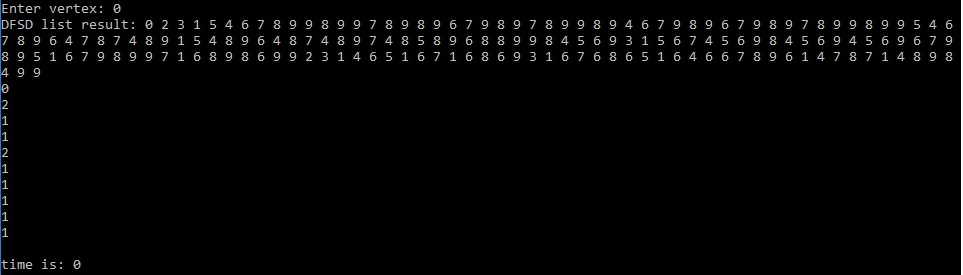 Enter vertex: 0
DFSD list result: 0 2 3 1 5 4 6 7 8 9 9 8 9 9 7 8 9 8 9 6 7 9 8 9 7 8 9 9 8 9 4 6 7 9 8 9 6 7 9 8 9 7 8 9 9 8 9 9 5 4 6
7 8 9 6 4 7 8 7 4 8 9 1 5 4 8 9 6 4 8 7 4 8 9 7 4 8 5 8 9 6 8 8 9 9 8 4 5 6 9 3 1 5 6 7 4 5 6 9 8 4 5 6 9 4 5 6 9 6 7 9
8 9 5 1 6 7 9 8 9 9 7 1 6 8 9 8 6 9 9 2 3 1 4 6 5 1 6 7 1 6 8 6 9 3 1 6 7 6 8 6 5 1 6 4 6 6 7 8 9 6 1 4 7 8 7 1 4 8 9 8
4 9 9
0
2
1
1
2
1
1
1
1
1
time is: 0